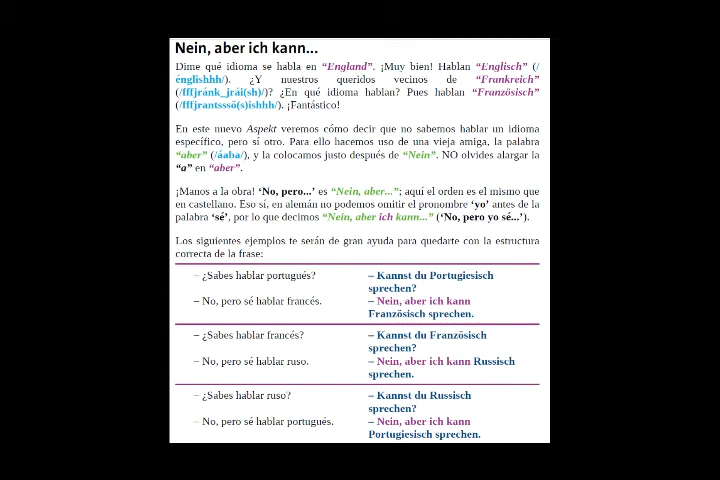 Nein, aber ich kann...
Dime qué idioma se habla en “England”. ¡Muy bien! Hablan “Englisch” (/
énglishhh/). ¿Y nuestros queridos vecinos de “Frankreich”
(/fffjránk_jrái(sh)/)? ¿En qué idioma hablan? Pues hablan “Französisch”
(/fffjrantsssö(s)ishhh/). ¡Fantástico!
En este nuevo Aspekt veremos cómo decir que no sabemos hablar un idioma
específico, pero sí otro. Para ello hacemos uso de una vieja amiga, la palabra
“aber” (/áaba/), y la colocamos justo después de “Nein”. NO olvides alargar la
“a” en “aber”.
¡Manos a la obra! ‘No, pero...’ es “Nein, aber...”; aquí el orden es el mismo que
en castellano. Eso sí, en alemán no podemos omitir el pronombre ‘yo’ antes de la
palabra ‘sé’, por lo que decimos “Nein, aber ich kann...” (‘No, pero yo sé...’).
Los siguientes ejemplos te serán de gran ayuda para quedarte con la estructura
correcta de la frase:
– ¿Sabes hablar portugués?
– Kannst du Portugiesisch
sprechen?
– No, pero sé hablar francés.
– Nein, aber ich kann
Französisch sprechen.
– ¿Sabes hablar francés?
– Kannst du Französisch
sprechen?
– No, pero sé hablar ruso.
– Nein, aber ich kann Russisch
sprechen.
– ¿Sabes hablar ruso?
– Kannst du Russisch
sprechen?
– No, pero sé hablar portugués.
– Nein, aber ich kann
Portugiesisch sprechen.